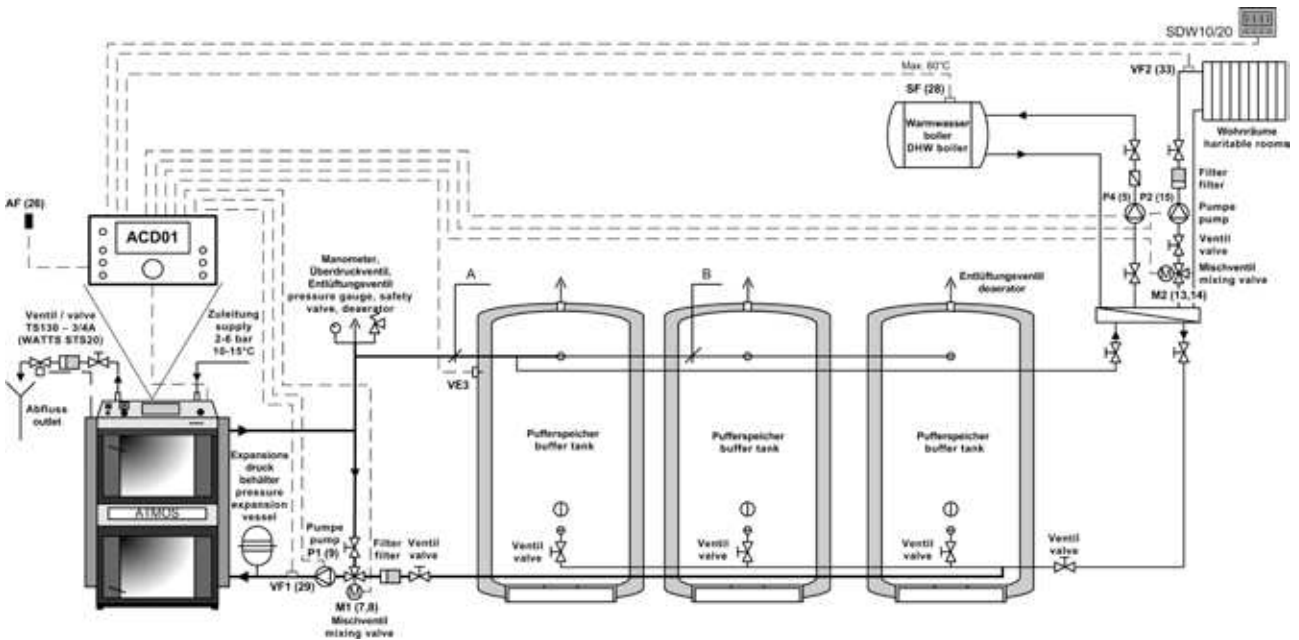 SDW10/20
Max. 60°C
VF2 (33)
SF (28)
Warmwasser
boiler
DHW boiler
Wohnräume
haritable rooms
Filter
filter
P4 (5)
P2 (15)
Pumpe
pump
Ventil
valve
Mischventil
mixing valve
M2 (13,14)
AF (26)
ACD01
Manometer,
Überdruckventil,
Entlüftungsventil
pressure gauge, safety
valve, deaerator
A
B
Entlüftungsventil
deaerator
Ventil / valve
TS130 – 3/4A
(WATTS STS20)
Zuleitung
supply
2-6 bar
10-15°C
VE3
Abfluss
outlet
Pufferspeicher
buffer tank
Pufferspeicher
buffer tank
Pufferspeicher
buffer tank
Expansions
druck
behälter
pressure
expansion
vessel
ATMOS
Pumpe
pump
P1 (9)
Filter
filter
Ventil
valve
Ventil
valve
Ventil
valve
Ventil
valve
Ventil
valve
VF1 (29)
M1 (7,8)
Mischventil
mixing valve